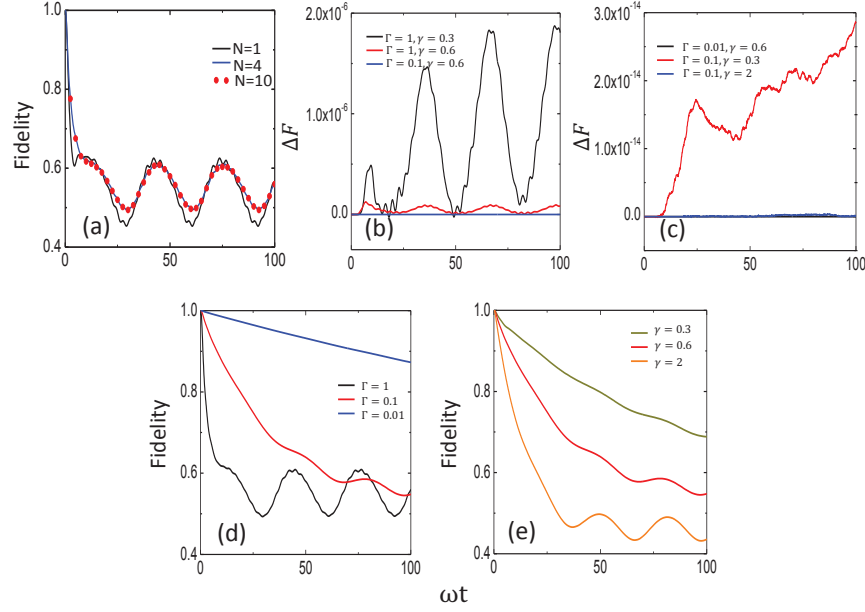 1.0
0.8
0.6
0.4
Fidelity
N=1
N=4
N=10
(a)
0
50
100
2.0x10⁻⁶
1.0x10⁻⁶
0.0
ΔF
Γ = 1, γ = 0.3
Γ = 1, γ = 0.6
Γ = 0.1, γ = 0.6
(b)
0
50
100
3.0x10⁻¹⁴
2.0x10⁻¹⁴
1.0x10⁻¹⁴
0.0
ΔF
Γ = 0.01, γ = 0.6
Γ = 0.1, γ = 0.3
Γ = 0.1, γ = 2
(c)
0
50
100
1.0
0.8
0.6
0.4
Fidelity
Γ = 1
Γ = 0.1
Γ = 0.01
(d)
0
50
100
1.0
0.8
0.6
0.4
Fidelity
γ = 0.3
γ = 0.6
γ = 2
(e)
0
50
100
ωt